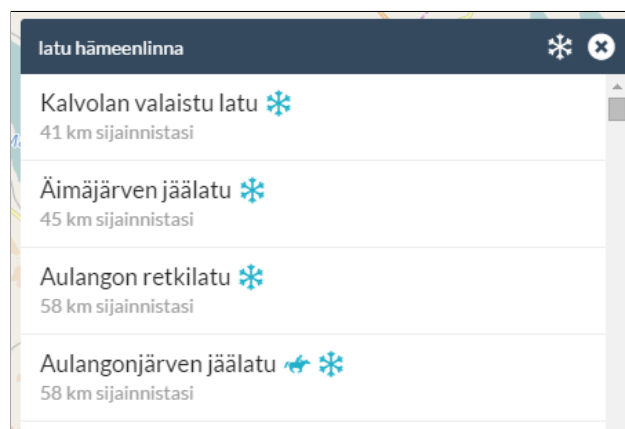 latu hämeenlinna
Kalvolan valaistu latu
41 km sijainnistasi
Äimäjärven jäälatu
45 km sijainnistasi
Aulangon retkilatu
58 km sijainnistasi
Aulangonjärven jäälatu
58 km sijainnistasi